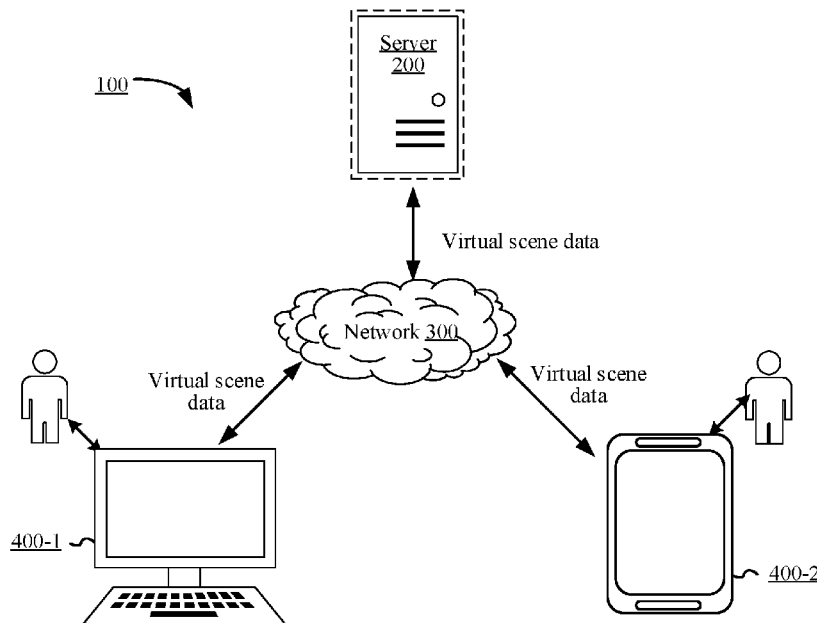 Server
200
100
Virtual scene data
Network 300
Virtual scene
data
Virtual scene
data
400-1
400-2